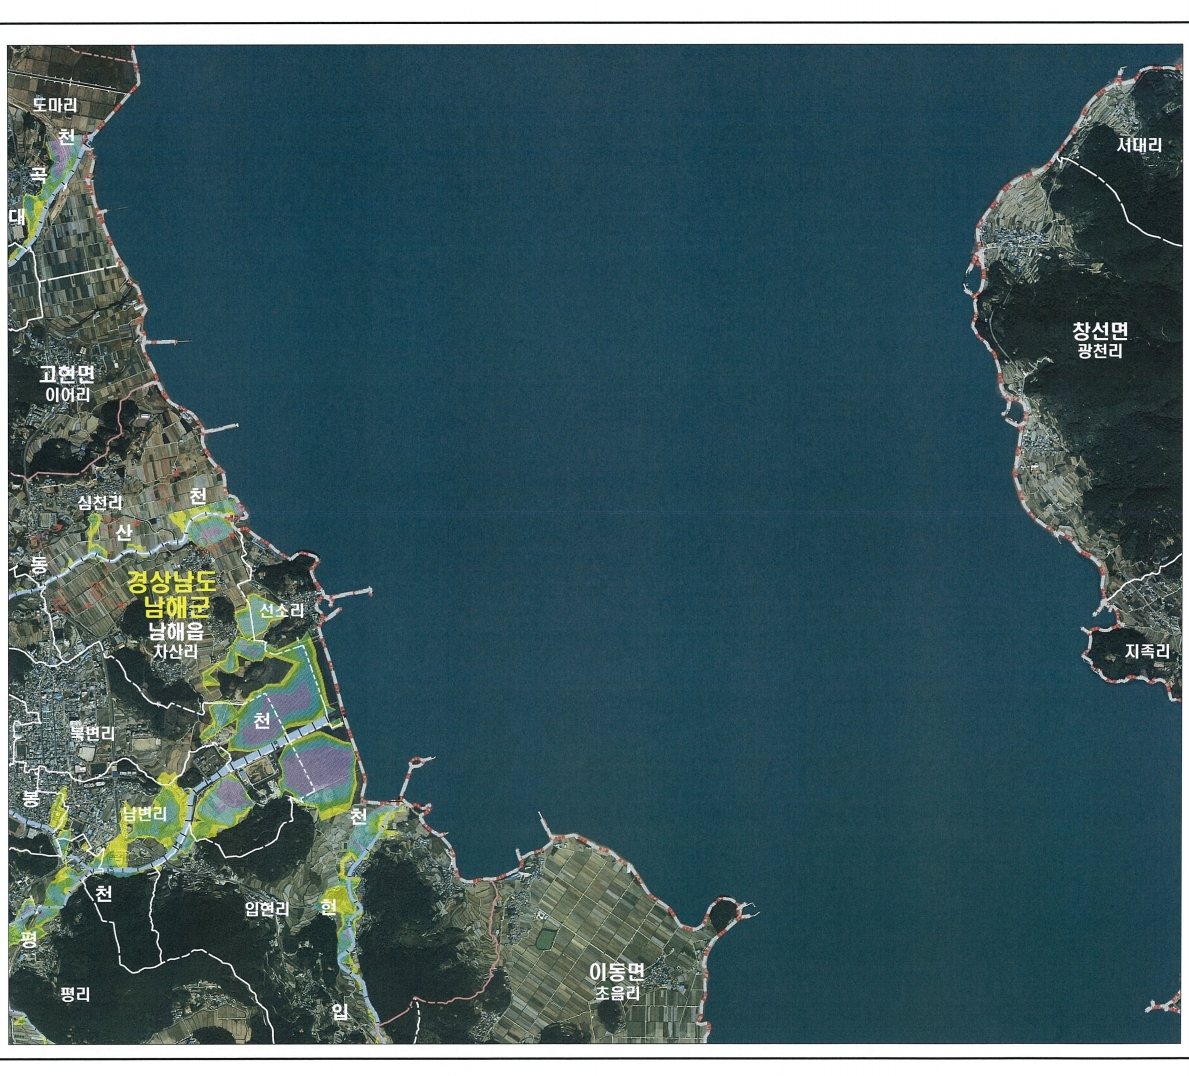 도마리
천
곡
대
서대리
창선면
광천리
고현면
이어리
심천리
천
산
동
경상남도
남해군
남해읍
차산리
선소리
지족리
천
북변리
봉
남변리
천
천
입현리
현
평
이동면
초음리
평리
입